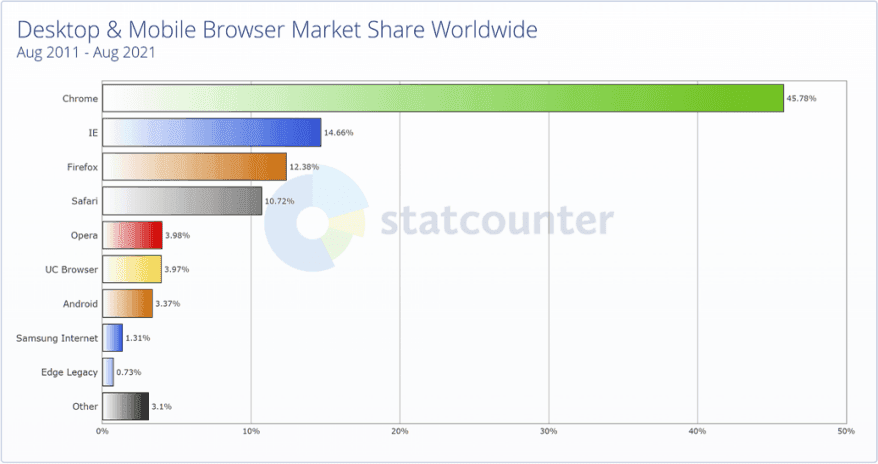 Desktop & Mobile Browser Market Share Worldwide
Aug 2011 - Aug 2021
Chrome 45.78%
IE 14.66%
Firefox 12.38%
Safari 10.72%
statcounter
Opera 3.98%
UC Browser 3.97%
Android 3.37%
Samsung Internet 1.31%
Edge Legacy 0.73%
Other 3.1%
0% 10% 20% 30% 40% 50%